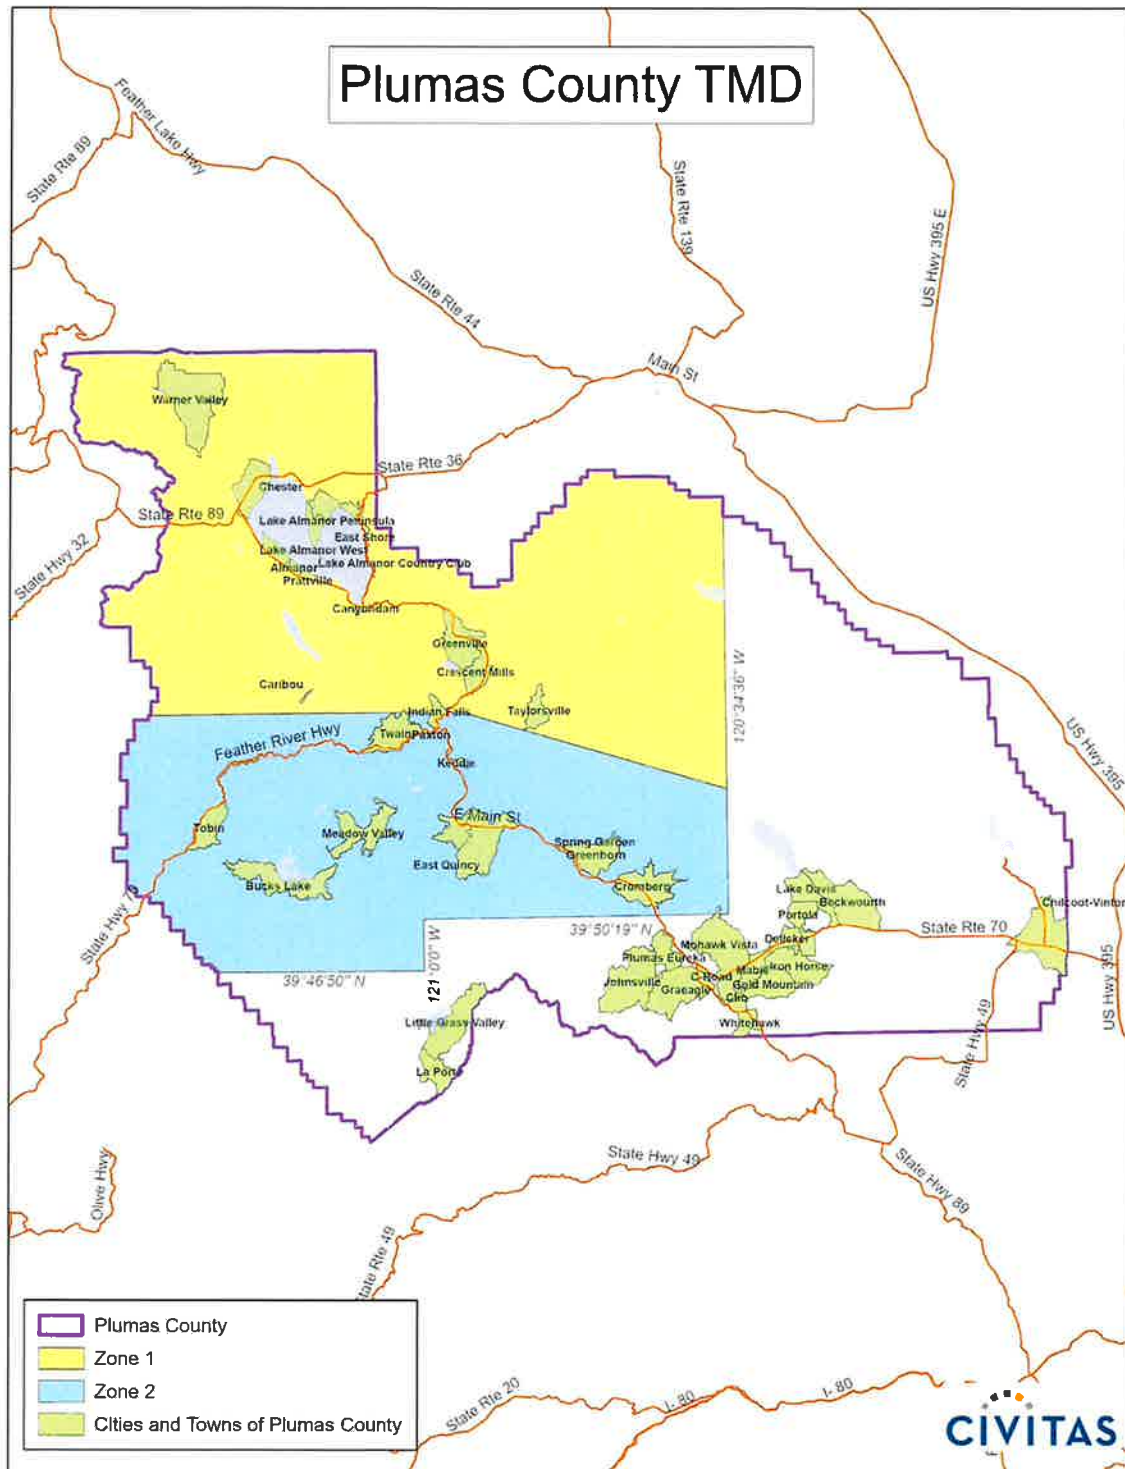 Plumas County TMD
Feather Lake Hwy
State Rte 89
State Rte 139
US Hwy 395 E
State Rte 44
Main St
Warner Valley
State Rte 36
Chester
State Rte 89
Lake Almanor Peninsula
East Shore
Lake Almanor West
Lake Almanor Country Club
Almanor
Prattville
State Hwy 32
Canyondam
Greenville
Crescent Mills
Caribou
Indian Falls
Taylorsville
120°34'36" W
Feather River Hwy
Twain
Paxton
Keddie
US Hwy 395
E Main St
Tobin
Meadow Valley
Spring Garden
Greenhorn
East Quincy
Bucks Lake
Cromberg
Lake Davis
Beckwourth
Portola
Chilcoot-Vinton
State Hwy 70
39°50'19" N
State Rte 70
Mohawk Vista
Delleker
Plumas Eureka
Iron Horse
Mabie
C-Road
Johnsville
Graeagle
Gold Mountain
Clio
39°46'50" N
121°0'0" W
US Hwy 395
Little Grass Valley
Whitehawk
State Hwy 49
La Porte
State Hwy 49
State Hwy 89
Olive Hwy
State Rte 49
Plumas County
Zone 1
Zone 2
Cities and Towns of Plumas County
State Rte 20
I- 80
I- 80
CIVITAS